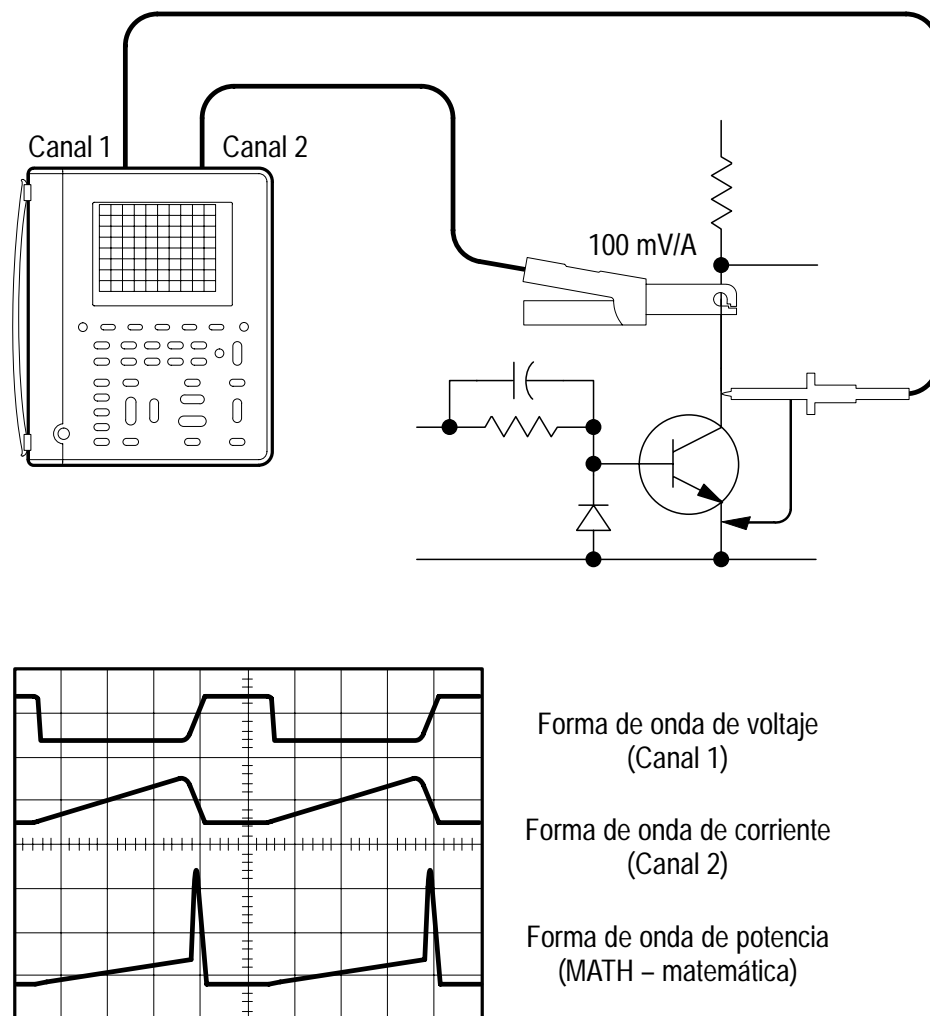 Canal 1
Canal 2
100 mV/A
Forma de onda de voltaje
(Canal 1)
Forma de onda de corriente
(Canal 2)
Forma de onda de potencia
(MATH – matemática)